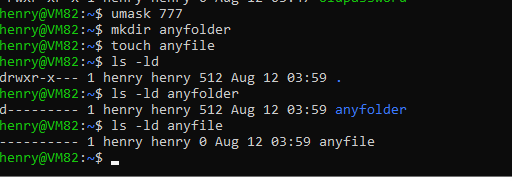 henry@VM82:~$ umask 777
henry@VM82:~$ mkdir anyfolder
henry@VM82:~$ touch anyfile
henry@VM82:~$ ls -ld
drwxr-x--- 1 henry henry 512 Aug 12 03:59 .
henry@VM82:~$ ls -ld anyfolder
d--------- 1 henry henry 512 Aug 12 03:59 anyfolder
henry@VM82:~$ ls -ld anyfile
---------- 1 henry henry 0 Aug 12 03:59 anyfile
henry@VM82:~$